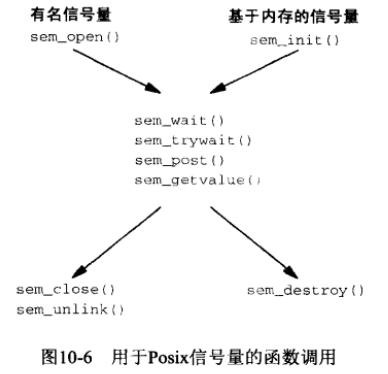 有名信号量
基于内存的信号量
sem_open()
sem_init()
sem_wait()
sem_trywait()
sem_post()
sem_getvalue()
sem_close()
sem_unlink()
sem_destroy()
图10-6 用于Posix信号量的函数调用